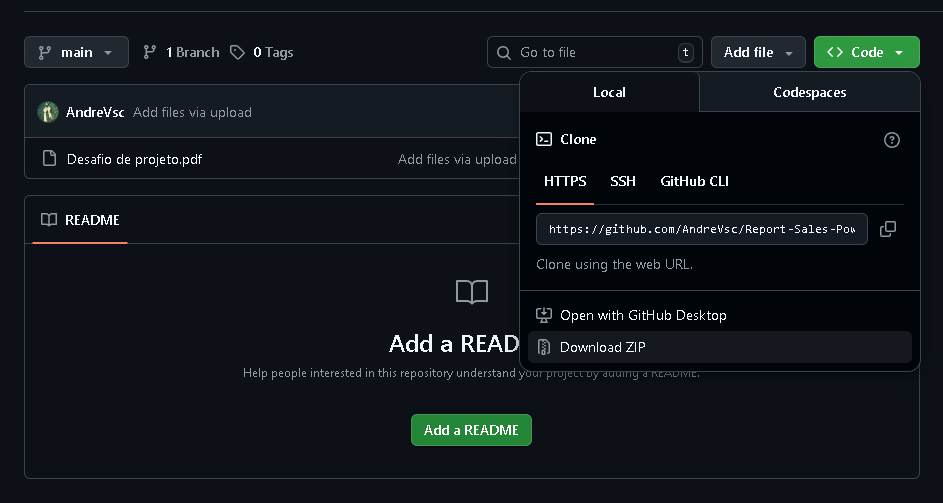 main 1 Branch 0 Tags Go to file t Add file Code
Local Codespaces
AndreVsc Add files via upload
Clone
Desafio de projeto.pdf Add files via upload
HTTPS SSH GitHub CLI
README
https://github.com/AndreVsc/Report-Sales-Pow
Clone using the web URL.
Open with GitHub Desktop
Add a READ
Download ZIP
Help people interested in this repository understand your project by adding a README.
Add a README